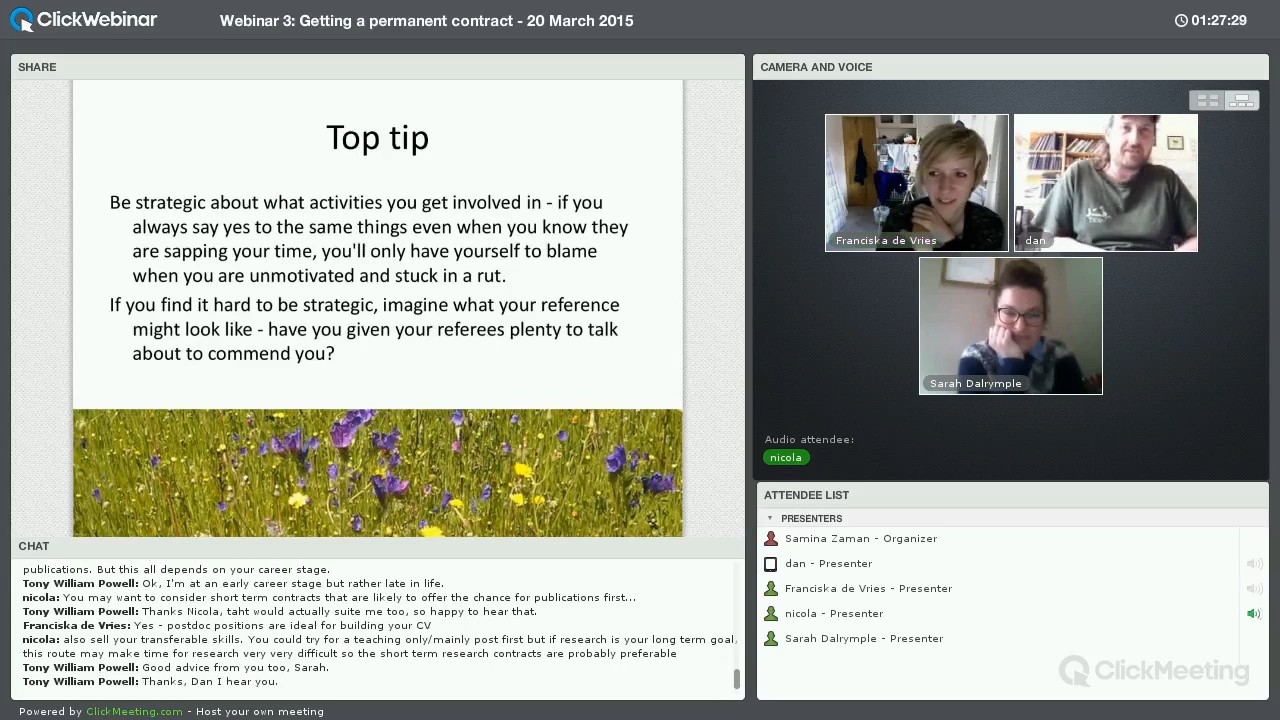 ClickWebinar
Webinar 3: Getting a permanent contract - 20 March 2015
01:27:29
SHARE
Top tip
Be strategic about what activities you get involved in - if you
always say yes to the same things even when you know they
are sapping your time, you'll only have yourself to blame
when you are unmotivated and stuck in a rut.
If you find it hard to be strategic, imagine what your reference
might look like - have you given your referees plenty to talk
about to commend you?
CHAT
publications. But this all depends on your career stage.
Tony William Powell: Ok, I'm at an early career stage but rather late in life.
nicola: You may want to consider short term contracts that are likely to offer the chance for publications first...
Tony William Powell: Thanks Nicola, taht would actually suite me too, so happy to hear that.
Franciska de Vries: Yes - postdoc positions are ideal for building your CV
nicola: also sell your transferable skills. You could try for a teaching only/mainly post first but if research is your long term goal,
this route may make time for research very very difficult so the short term research contracts are probably preferable
Tony William Powell: Good advice from you too, Sarah.
Tony William Powell: Thanks, Dan I hear you.
CAMERA AND VOICE
Franciska de Vries
dan
Sarah Dalrymple
Audio attendee:
nicola
ATTENDEE LIST
PRESENTERS
Samina Zaman - Organizer
dan - Presenter
Franciska de Vries - Presenter
nicola - Presenter
Sarah Dalrymple - Presenter
ClickMeeting
Powered by ClickMeeting.com - Host your own meeting